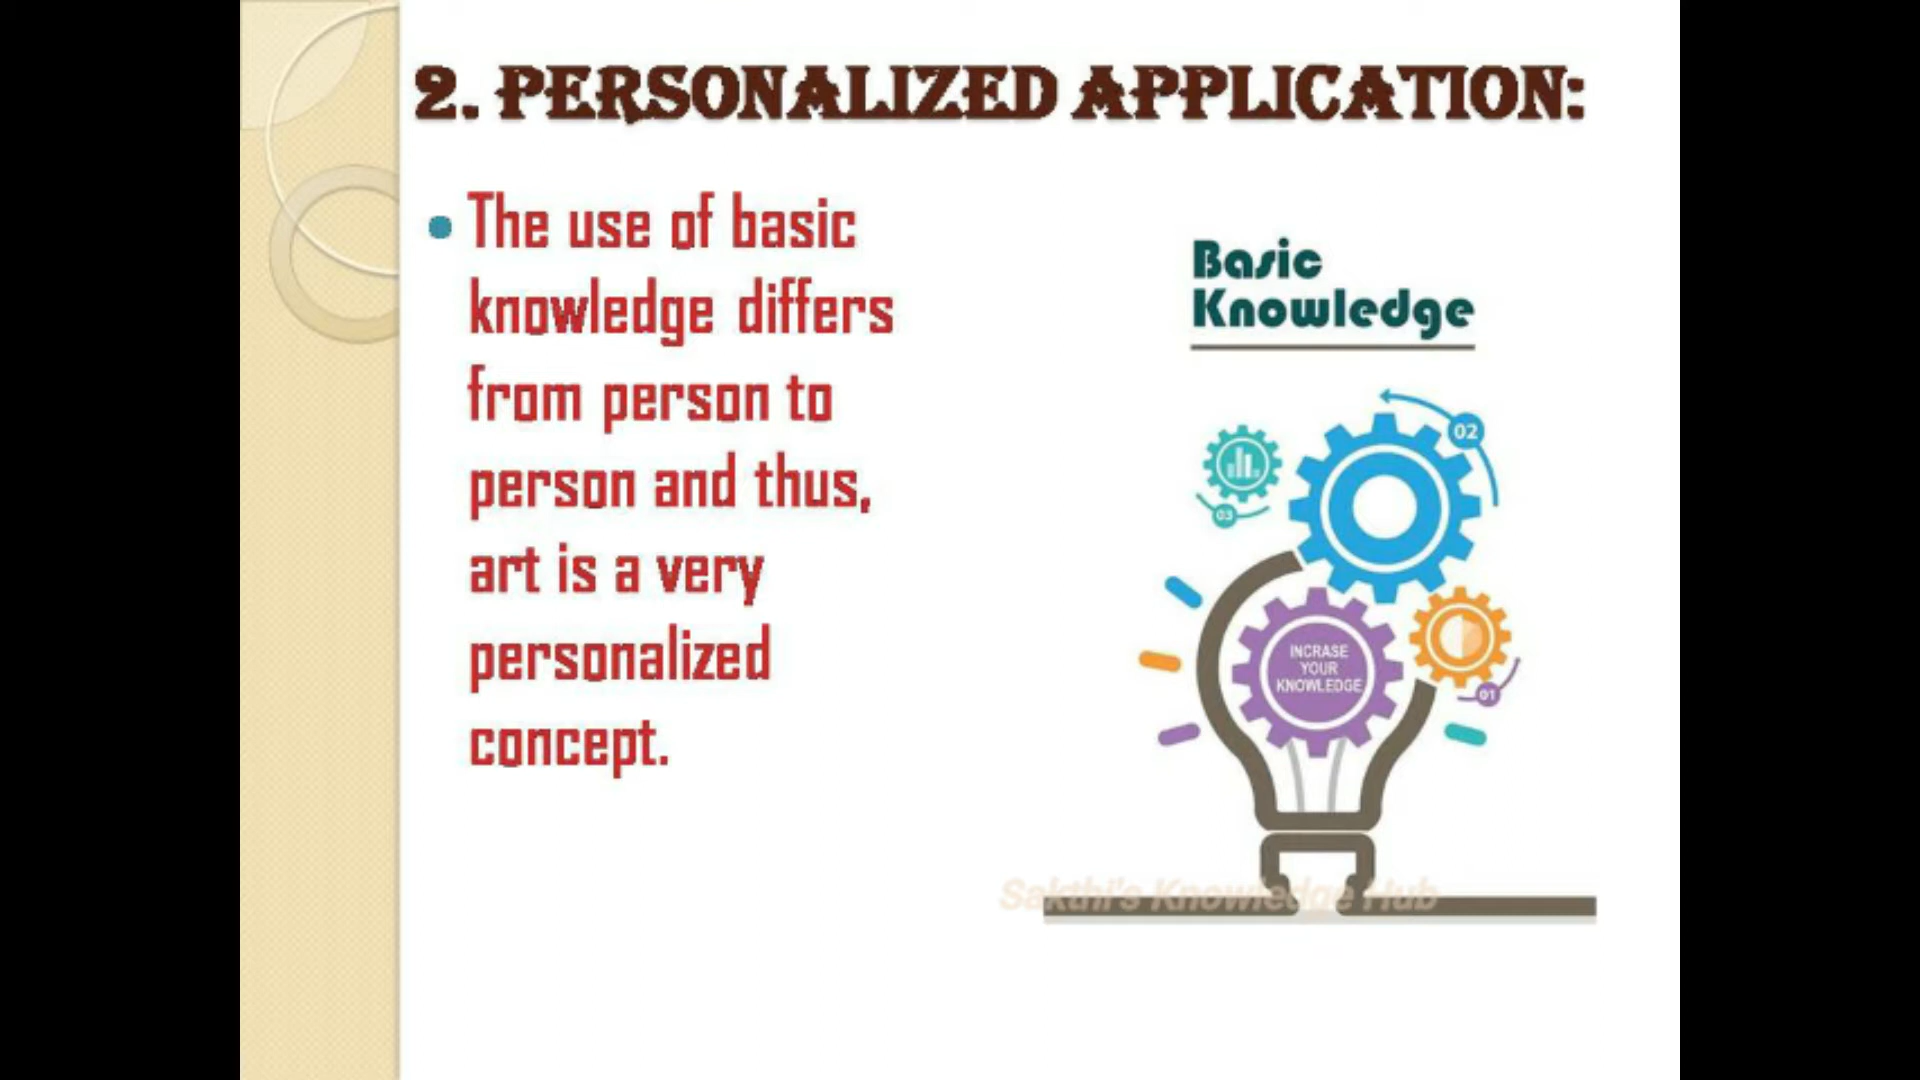 2. PERSONALIZED APPLICATION:
• The use of basic
knowledge differs
from person to
person and thus,
art is a very
personalized
concept.
Basic
Knowledge
02
03
INCRASE
YOUR
KNOWLEDGE
01
Sakthi's Knowledge Hub